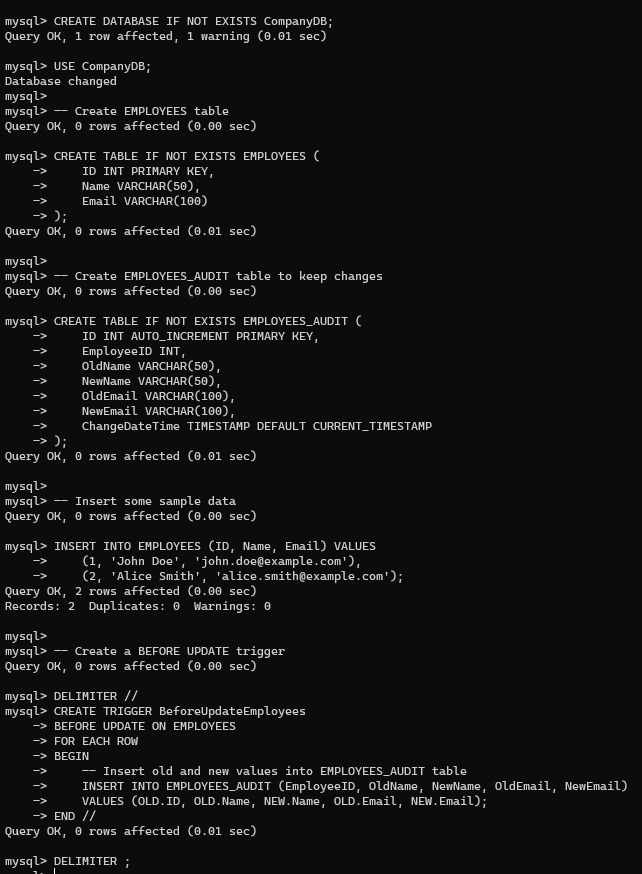 mysql> CREATE DATABASE IF NOT EXISTS CompanyDB;
Query OK, 1 row affected, 1 warning (0.01 sec)
mysql> USE CompanyDB;
Database changed
mysql>
mysql> -- Create EMPLOYEES table
Query OK, 0 rows affected (0.00 sec)
mysql> CREATE TABLE IF NOT EXISTS EMPLOYEES (
    ->     ID INT PRIMARY KEY,
    ->     Name VARCHAR(50),
    ->     Email VARCHAR(100)
    -> );
Query OK, 0 rows affected (0.01 sec)
mysql>
mysql> -- Create EMPLOYEES_AUDIT table to keep changes
Query OK, 0 rows affected (0.00 sec)
mysql> CREATE TABLE IF NOT EXISTS EMPLOYEES_AUDIT (
    ->     ID INT AUTO_INCREMENT PRIMARY KEY,
    ->     EmployeeID INT,
    ->     OldName VARCHAR(50),
    ->     NewName VARCHAR(50),
    ->     OldEmail VARCHAR(100),
    ->     NewEmail VARCHAR(100),
    ->     ChangeDateTime TIMESTAMP DEFAULT CURRENT_TIMESTAMP
    -> );
Query OK, 0 rows affected (0.01 sec)
mysql>
mysql> -- Insert some sample data
Query OK, 0 rows affected (0.00 sec)
mysql> INSERT INTO EMPLOYEES (ID, Name, Email) VALUES
    ->     (1, 'John Doe', 'john.doe@example.com'),
    ->     (2, 'Alice Smith', 'alice.smith@example.com');
Query OK, 2 rows affected (0.00 sec)
Records: 2  Duplicates: 0  Warnings: 0
mysql>
mysql> -- Create a BEFORE UPDATE trigger
Query OK, 0 rows affected (0.00 sec)
mysql> DELIMITER //
mysql> CREATE TRIGGER BeforeUpdateEmployees
    -> BEFORE UPDATE ON EMPLOYEES
    -> FOR EACH ROW
    -> BEGIN
    ->     -- Insert old and new values into EMPLOYEES_AUDIT table
    ->     INSERT INTO EMPLOYEES_AUDIT (EmployeeID, OldName, NewName, OldEmail, NewEmail)
    ->     VALUES (OLD.ID, OLD.Name, NEW.Name, OLD.Email, NEW.Email);
    -> END //
Query OK, 0 rows affected (0.01 sec)
mysql> DELIMITER ;